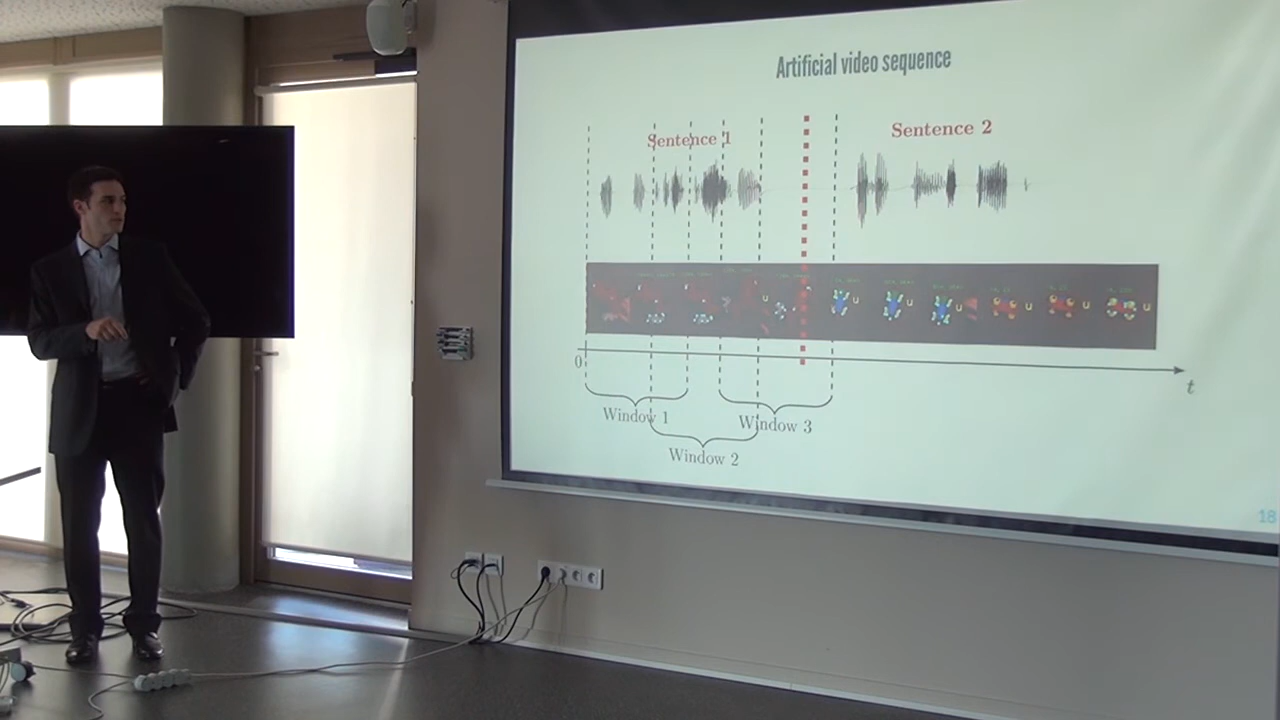 Artificial video sequence
Sentence 1
Sentence 2
U U U U U U U
0
t
Window 1
Window 3
Window 2
18